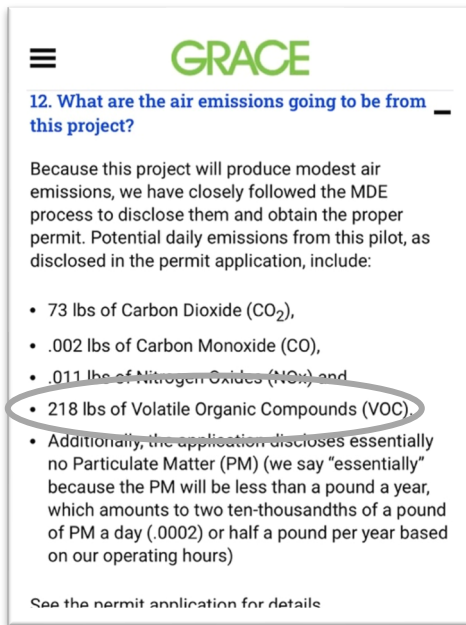 GRACE
12. What are the air emissions going to be from
this project?
Because this project will produce modest air
emissions, we have closely followed the MDE
process to disclose them and obtain the proper
permit. Potential daily emissions from this pilot, as
disclosed in the permit application, include:
• 73 lbs of Carbon Dioxide (CO₂),
• .002 lbs of Carbon Monoxide (CO),
• .011 lbs of Nitrogen Oxides (NOx) and
• 218 lbs of Volatile Organic Compounds (VOC).
• Additionally, the application discloses essentially
no Particulate Matter (PM) (we say “essentially”
because the PM will be less than a pound a year,
which amounts to two ten-thousandths of a pound
of PM a day (.0002) or half a pound per year based
on our operating hours)
See the permit application for details